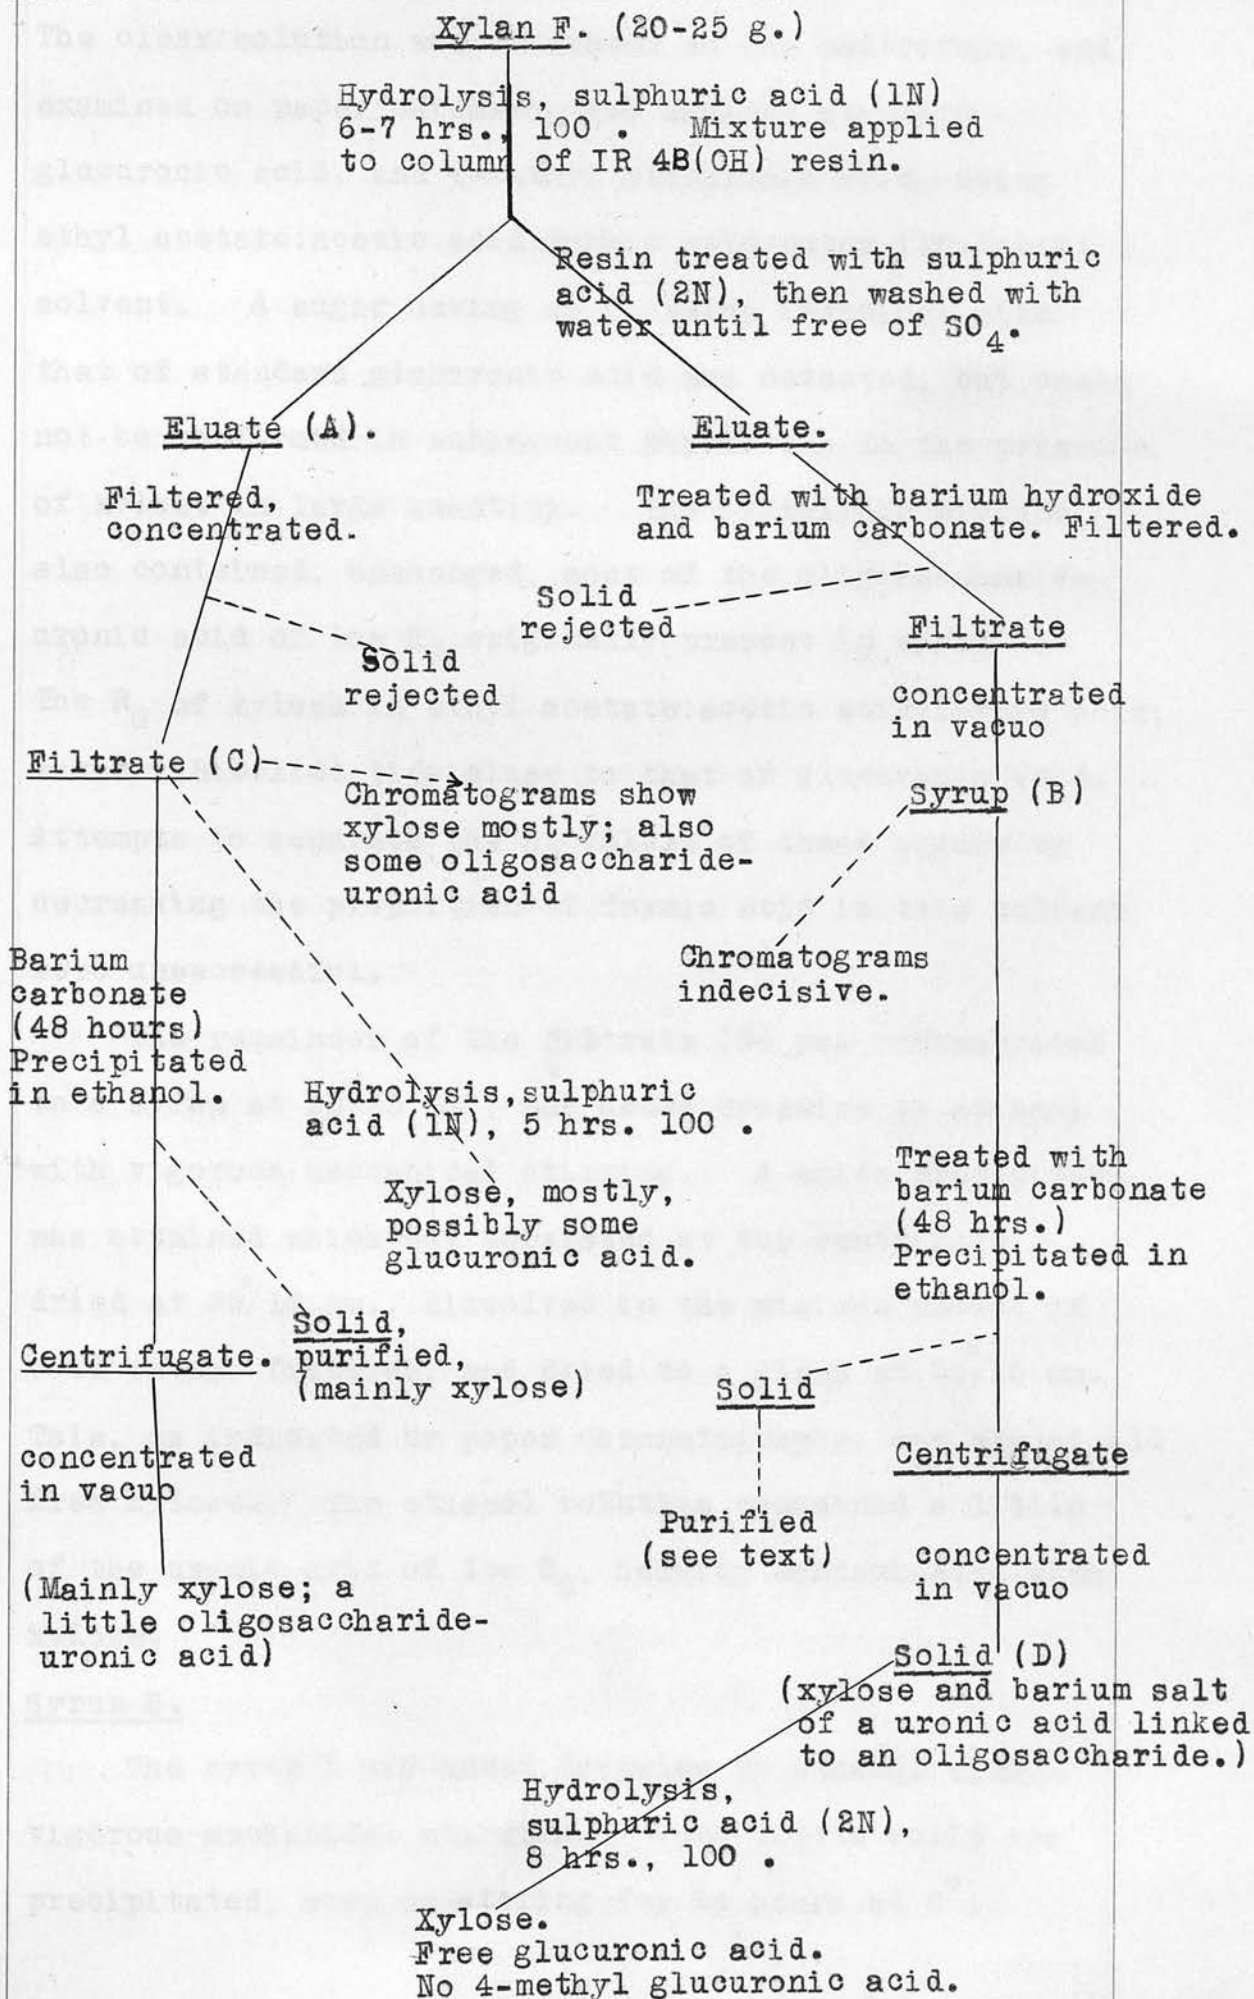 Xylan F. (20-25 g.)
Hydrolysis, sulphuric acid (1N)
6-7 hrs., 100 . Mixture applied
to column of IR 4B(OH) resin.
Resin treated with sulphuric
acid (2N), then washed with
water until free of SO4.
Eluate (A).
Eluate.
Filtered,
concentrated.
Treated with barium hydroxide
and barium carbonate. Filtered.
Solid
rejected
Solid
rejected
Filtrate
concentrated
in vacuo
Filtrate (C)
Chromatograms show
xylose mostly; also
some oligosaccharide-
uronic acid
Syrup (B)
Chromatograms
indecisive.
Barium
carbonate
(48 hours)
Precipitated
in ethanol.
Hydrolysis, sulphuric
acid (1N), 5 hrs. 100 .
Xylose, mostly,
possibly some
glucuronic acid.
Treated with
barium carbonate
(48 hrs.)
Precipitated in
ethanol.
Centrifugate.
Solid,
purified,
(mainly xylose)
Solid
Purified
(see text)
Centrifugate
concentrated
in vacuo
concentrated
in vacuo
(Mainly xylose; a
little oligosaccharide-
uronic acid)
Solid (D)
(xylose and barium salt
of a uronic acid linked
to an oligosaccharide.)
Hydrolysis,
sulphuric acid (2N),
8 hrs., 100 .
Xylose.
Free glucuronic acid.
No 4-methyl glucuronic acid.